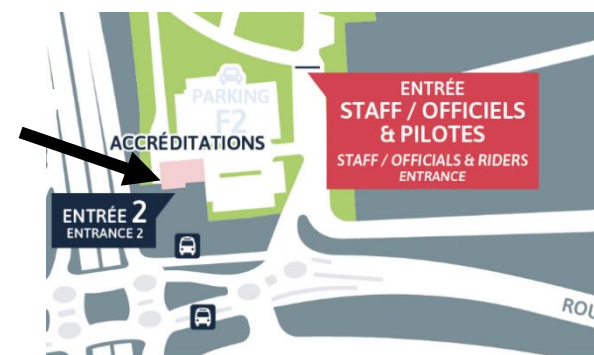 PARKING
F2
ACCRÉDITATIONS
ENTRÉE 2
ENTRANCE 2
ENTRÉE
STAFF / OFFICIELS
& PILOTES
STAFF / OFFICIALS & RIDERS
ENTRANCE
ROU